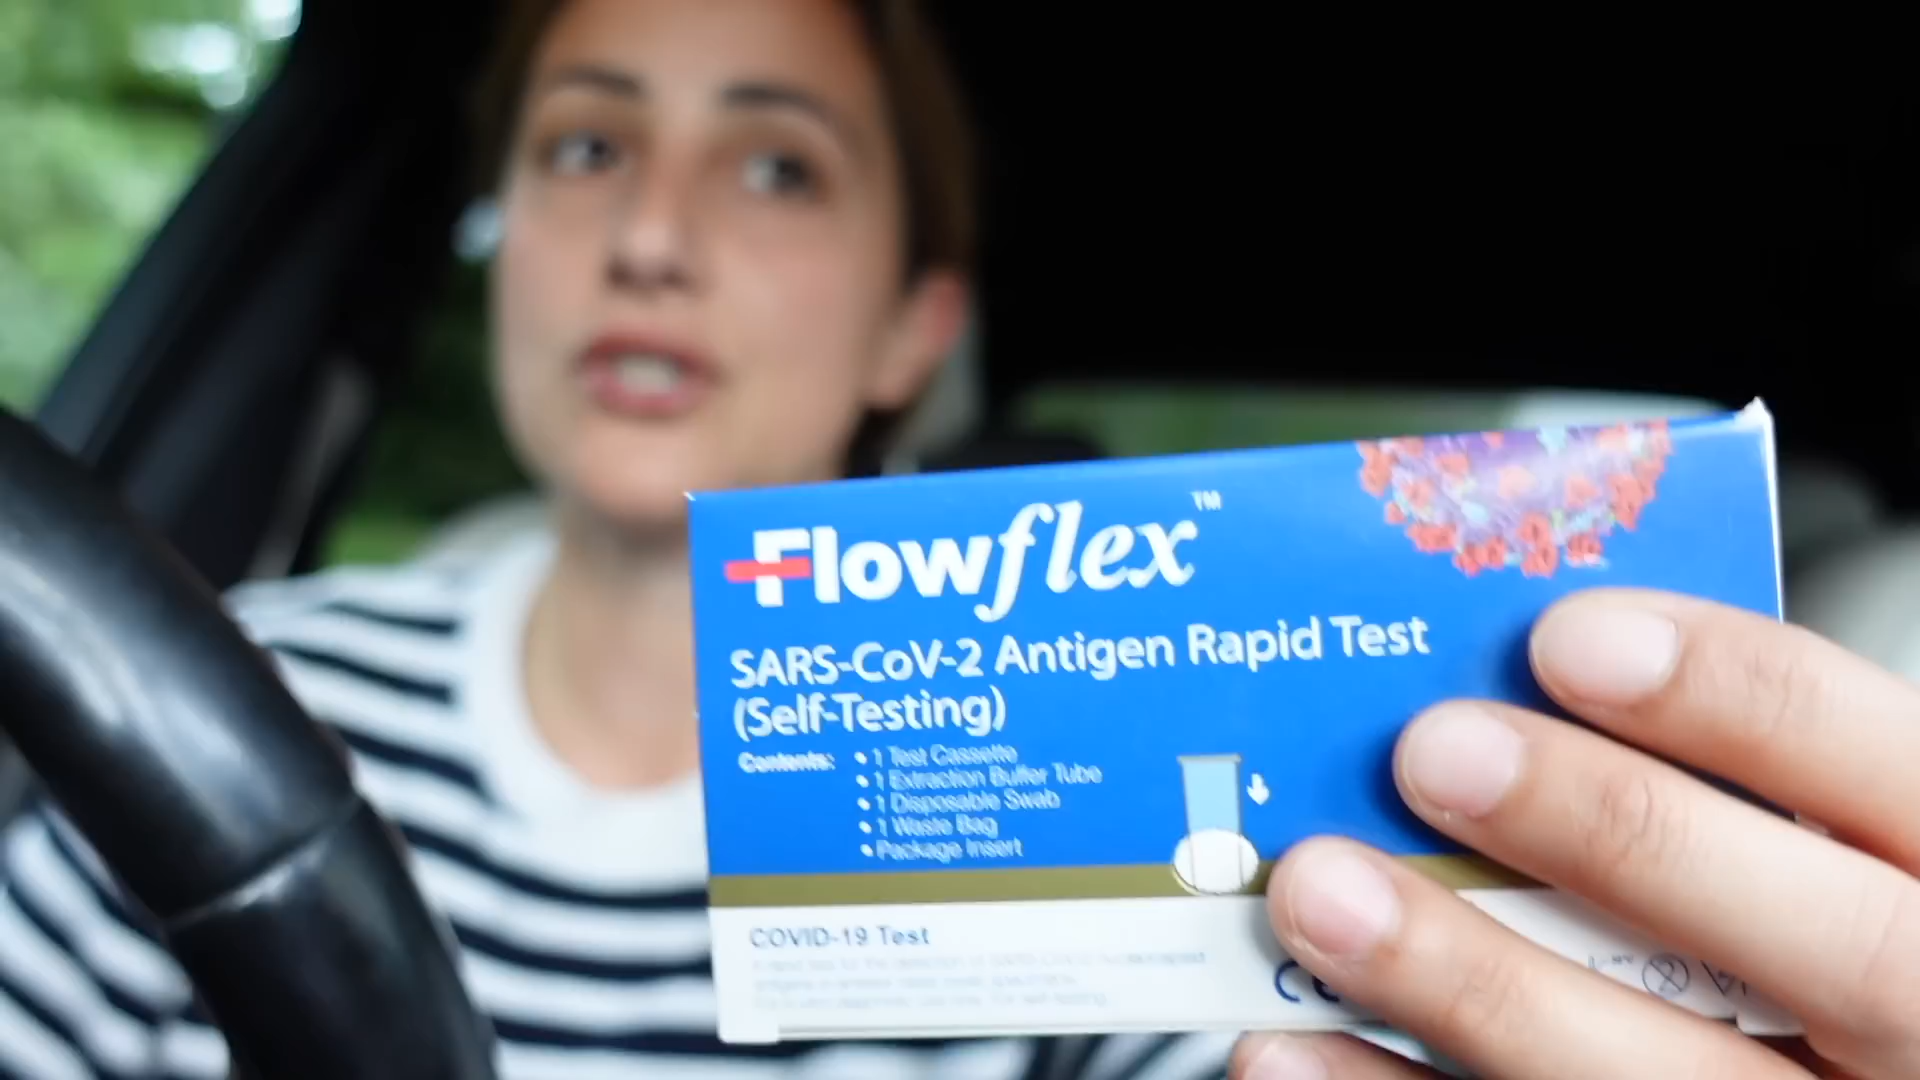 Flowflex™
SARS-CoV-2 Antigen Rapid Test
(Self-Testing)
Contents:
• 1 Test Cassette
• 1 Extraction Buffer Tube
• 1 Disposable Swab
• 1 Waste Bag
• Package Insert
COVID-19 Test
CE